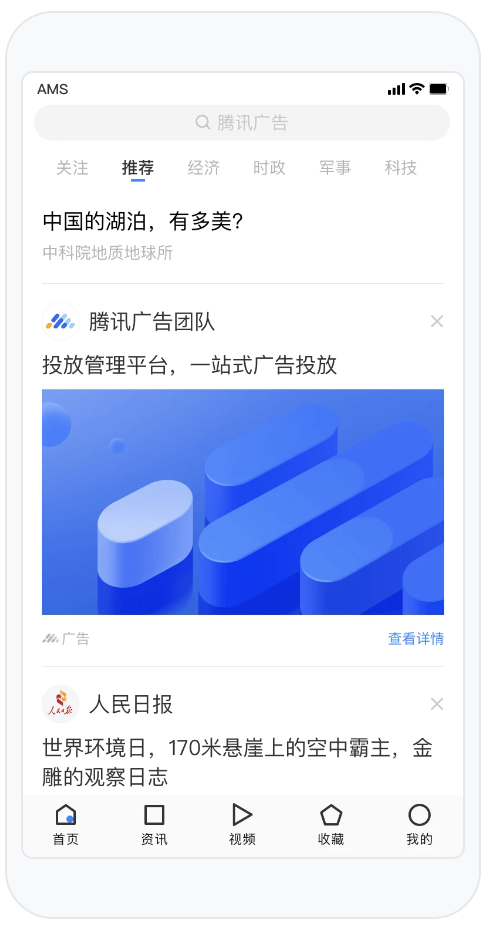 AMS
腾讯广告
关注 推荐 经济 时政 军事 科技
中国的湖泊，有多美?
中科院地质地球所
腾讯广告团队
投放管理平台，一站式广告投放
广告 查看详情
人民日报
人民日报
世界环境日，170米悬崖上的空中霸主，金
雕的观察日志
首页 资讯 视频 收藏 我的